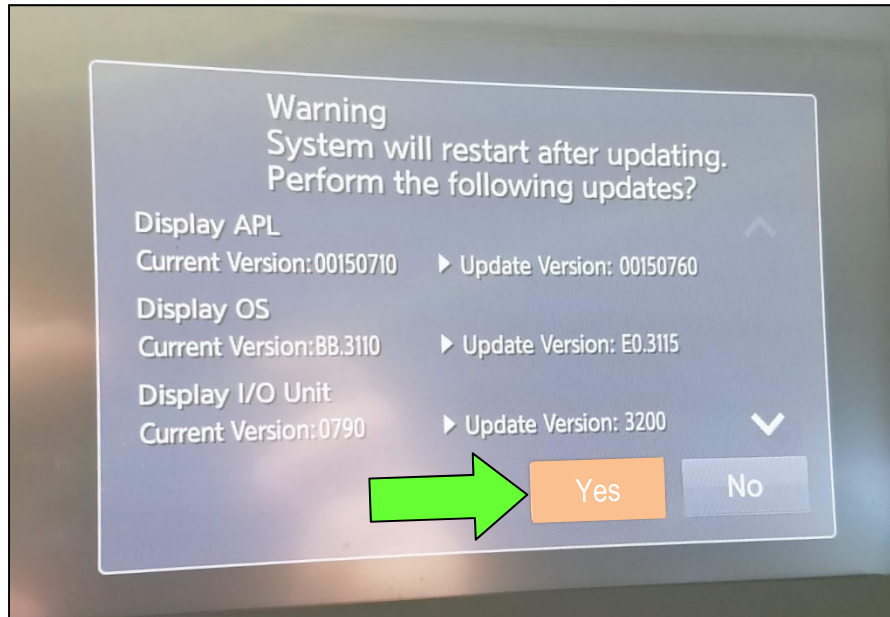 Warning
System will restart after updating.
Perform the following updates?
Display APL
Current Version:00150710 ▶ Update Version: 00150760
Display OS
Current Version:BB.3110 ▶ Update Version: E0.3115
Display I/O Unit
Current Version:0790 ▶ Update Version: 3200
Yes No